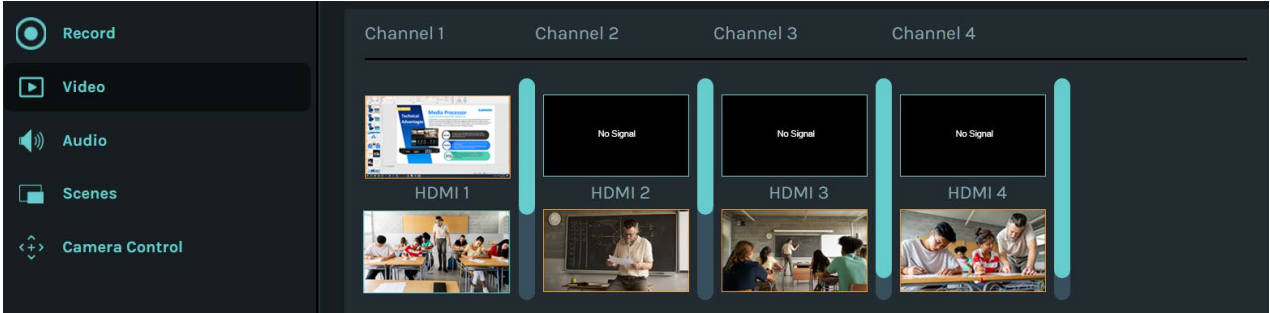 Record
Video
Audio
Scenes
Camera Control
Channel 1 Channel 2 Channel 3 Channel 4
Technical
Advantages
Media Processor
Lumens
No Signal No Signal No Signal
HDMI 1 HDMI 2 HDMI 3 HDMI 4